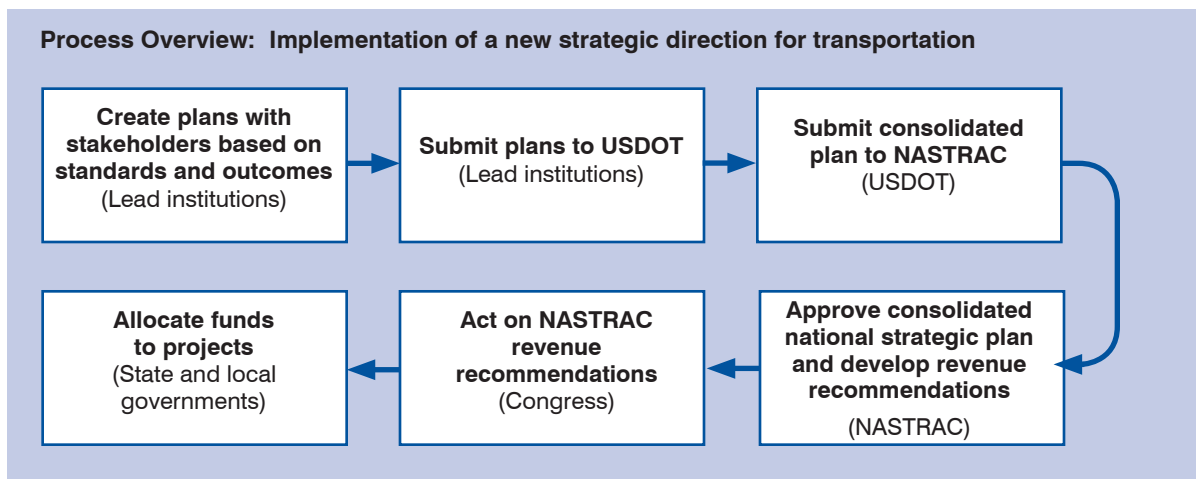 Process Overview: Implementation of a new strategic direction for transportation
Create plans with
stakeholders based on
standards and outcomes
(Lead institutions)
Submit plans to USDOT
(Lead institutions)
Submit consolidated
plan to NASTRAC
(USDOT)
Approve consolidated
national strategic plan
and develop revenue
recommendations
(NASTRAC)
Act on NASTRAC
revenue
recommendations
(Congress)
Allocate funds
to projects
(State and local
governments)